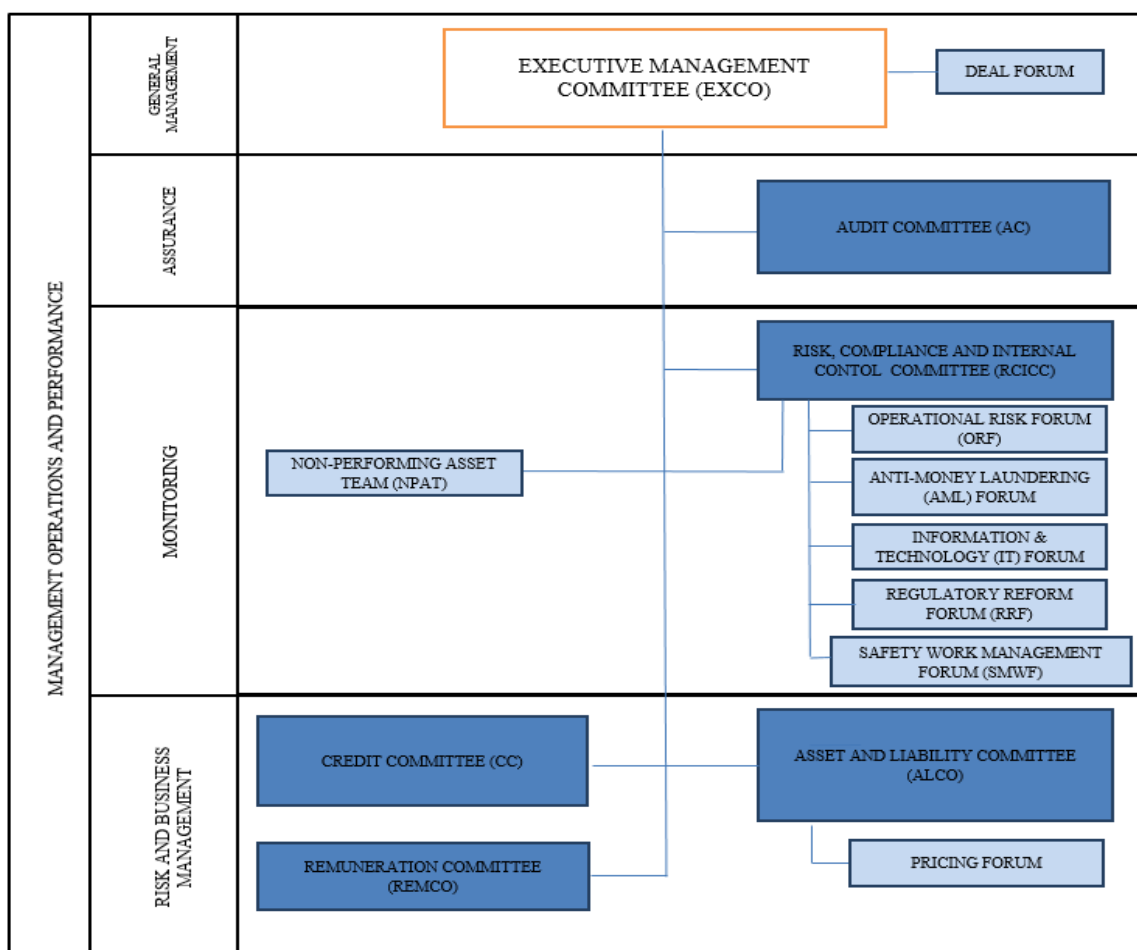 MANAGEMENT OPERATIONS AND PERFORMANCE
GENERAL
MANAGEMENT
EXECUTIVE MANAGEMENT
COMMITTEE (EXCO)
DEAL FORUM
ASSURANCE
AUDIT COMMITTEE (AC)
MONITORING
RISK, COMPLIANCE AND INTERNAL
CONTOL COMMITTEE (RCICC)
OPERATIONAL RISK FORUM
(ORF)
NON-PERFORMING ASSET
TEAM (NPAT)
ANTI-MONEY LAUNDERING
(AML) FORUM
INFORMATION &
TECHNOLOGY (IT) FORUM
REGULATORY REFORM
FORUM (RRF)
SAFETY WORK MANAGEMENT
FORUM (SMWF)
RISK AND BUSINESS
MANAGEMENT
CREDIT COMMITTEE (CC)
ASSET AND LIABILITY COMMITTEE
(ALCO)
REMUNERATION COMMITTEE
(REMCO)
PRICING FORUM